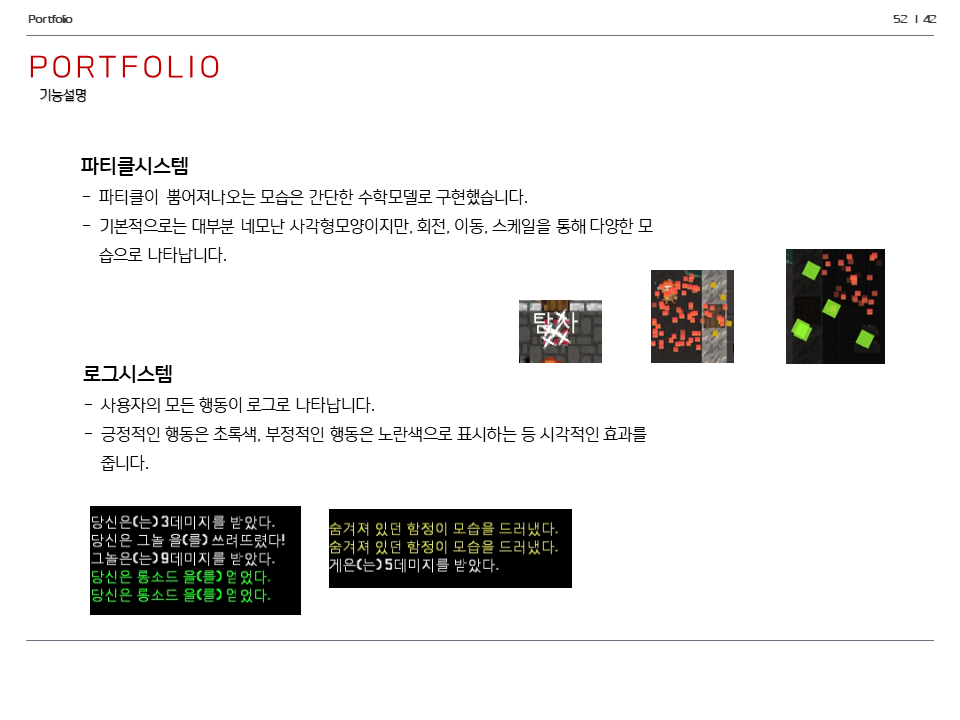 Portfolio
52 | 42
PORTFOLIO
기능설명
파티클시스템
- 파티클이 뿜어져나오는 모습은 간단한 수학모델로 구현했습니다.
- 기본적으로는 대부분 네모난 사각형모양이지만, 회전, 이동, 스케일을 통해 다양한 모
습으로 나타납니다.
탐사
로그시스템
- 사용자의 모든 행동이 로그로 나타납니다.
- 긍정적인 행동은 초록색, 부정적인 행동은 노란색으로 표시하는 등 시각적인 효과를
줍니다.
당신은(는)3데미지를 받았다.
당신은 그놀 을(를) 쓰려뜨렸다!
그놀은(는)9데미지를 받았다.
당신은 롱소드 을(를) 얻었다.
당신은 롱소드 을(를) 얻었다.
숨겨져 있던 함정이 모습을 드러냈다.
숨겨져 있던 함정이 모습을 드러냈다.
게은(는)5데미지를 받았다.